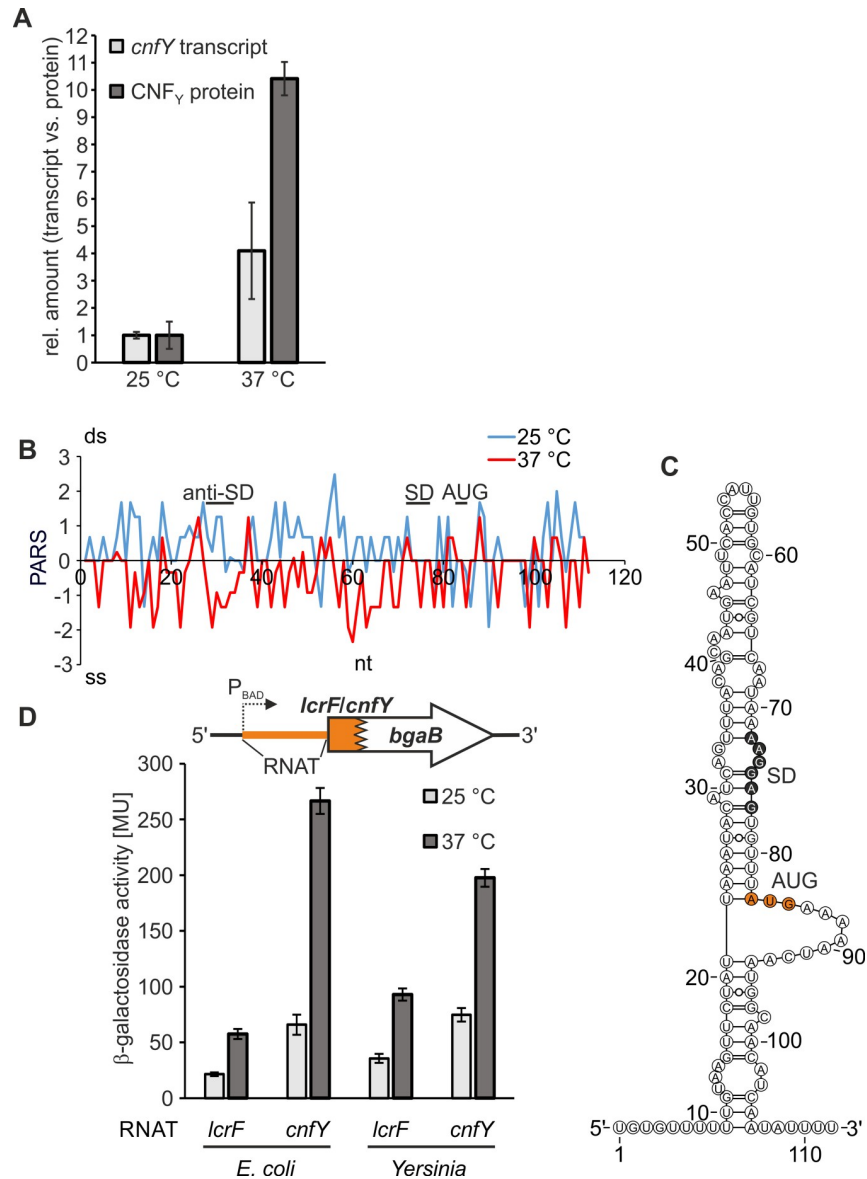 A
12
11
10
9
8
7
6
5
4
3
2
1
0
rel. amount (transcript vs. protein)
cnfY transcript
CNFY protein
25 °C
37 °C
B
ds
3
2
1
0
-1
-2
-3
ss
PARS
anti-SD
SD
AUG
25 °C
37 °C
0
20
40
60
80
100
120
nt
C
50
60
40
70
30
SD
80
AUG
90
20
100
10
5'-UGUGUUUU
AUAUUUU-3'
1
110
D
PBAD
lcrF/cnfY
5'
bgaB
3'
RNAT
300
250
200
150
100
50
0
β-galactosidase activity [MU]
25 °C
37 °C
RNAT
lcrF
cnfY
lcrF
cnfY
E. coli
Yersinia